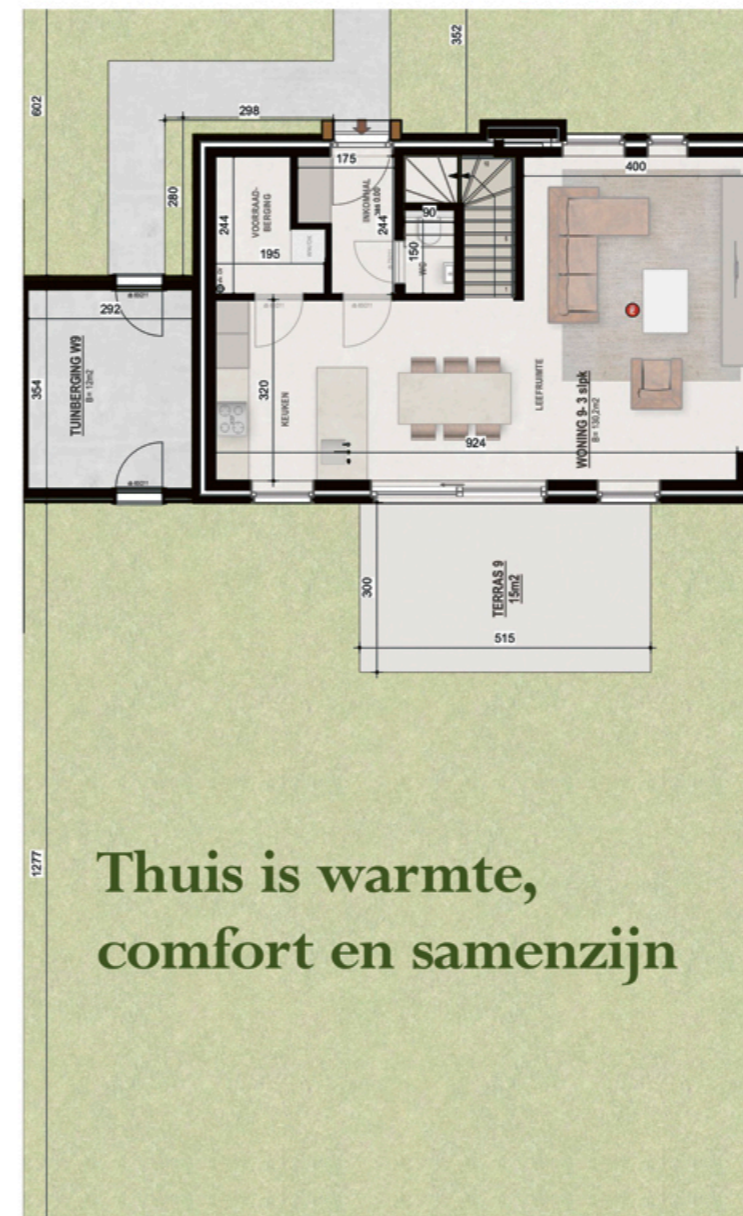 352
602
298
175
400
280
244
VOORRAAD-
BERGING
INKOMHAL
244
90
195
150
WC
292
TUINBERGING W9
B= 12m2
354
320
KEUKEN
LEEFRUIMTE
WONING 9- 3 slpk
B= 130,2m2
924
TERRAS 9
15m2
300
515
1277
Thuis is warmte,
comfort en samenzijn